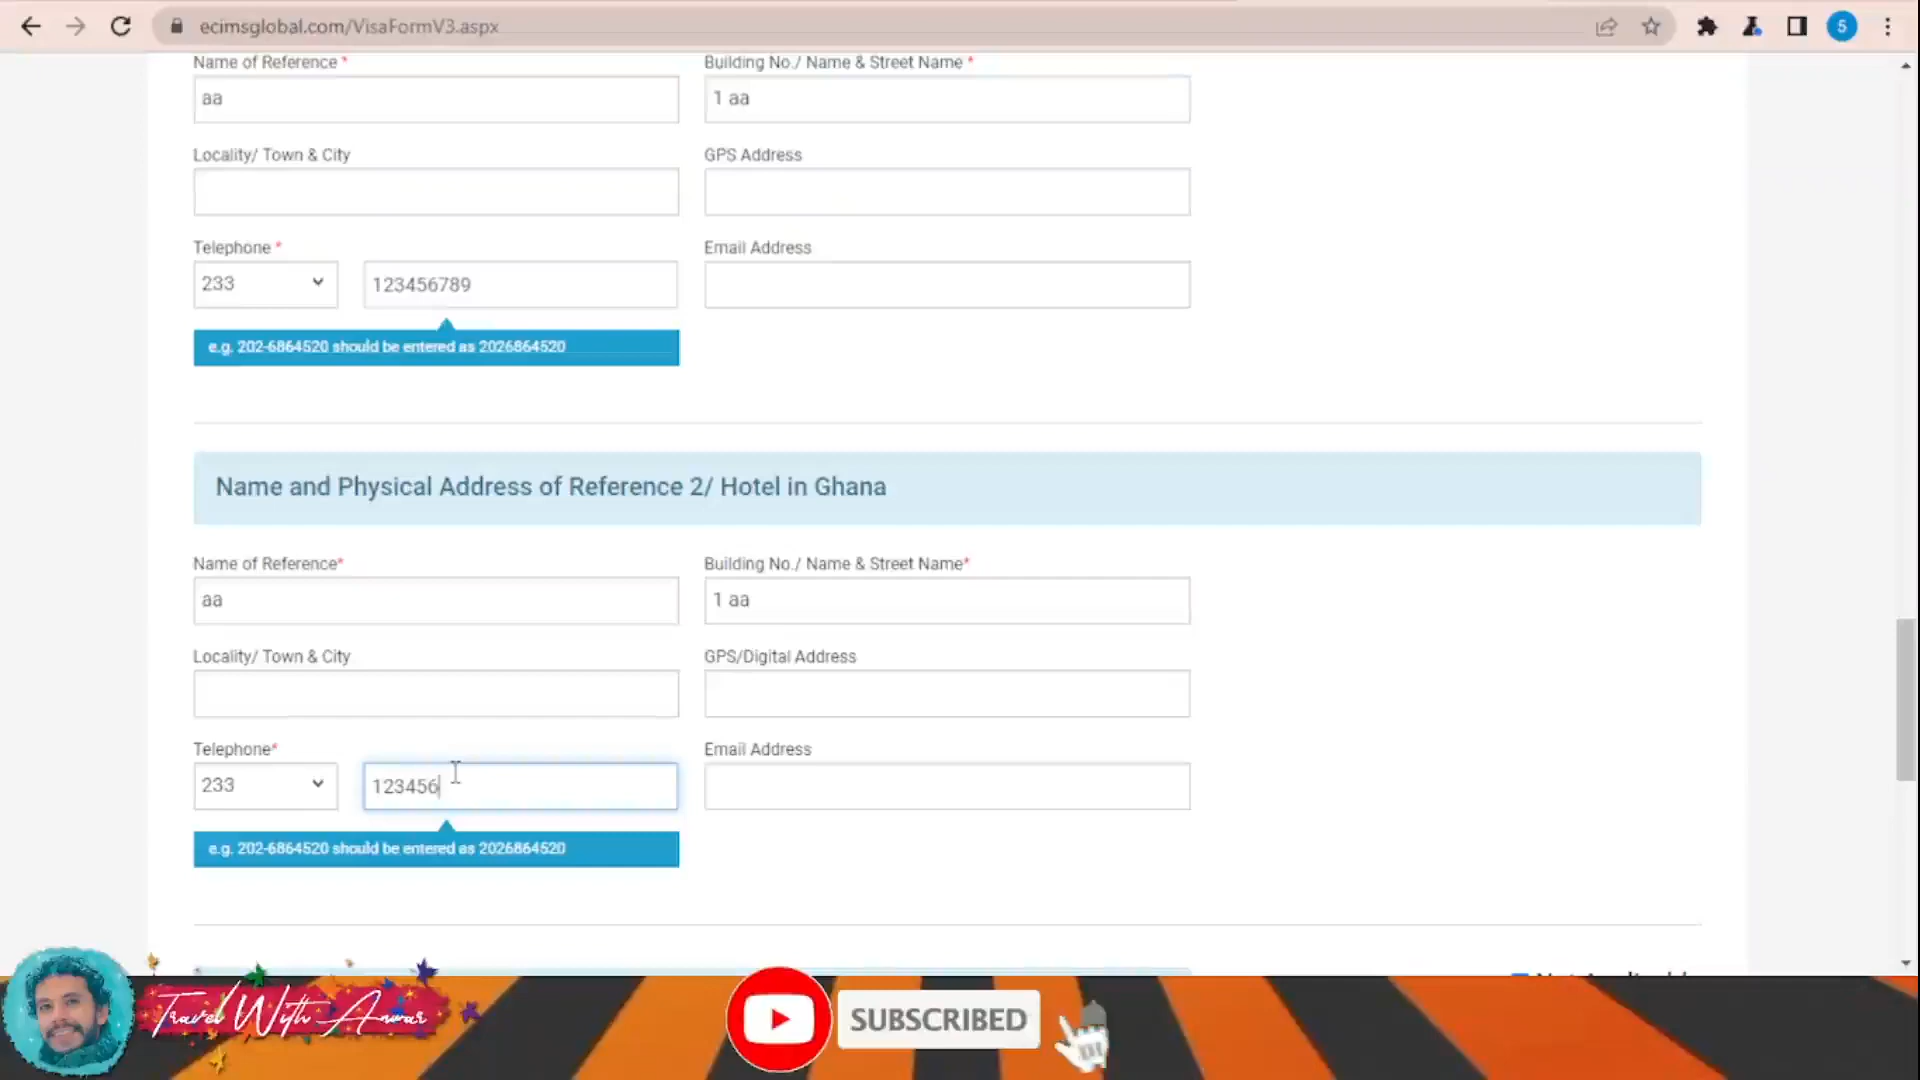 ecimsglobal.com/VisaFormV3.aspx
5
Name of Reference *
Building No./ Name & Street Name *
aa
1 aa
Locality/ Town & City
GPS Address
Telephone *
Email Address
233
123456789
e.g. 202-6864520 should be entered as 2026864520
Name and Physical Address of Reference 2/ Hotel in Ghana
Name of Reference*
Building No./ Name & Street Name*
aa
1 aa
Locality/ Town & City
GPS/Digital Address
Telephone*
Email Address
233
123456
e.g. 202-6864520 should be entered as 2026864520
Travel With Anwar
SUBSCRIBED